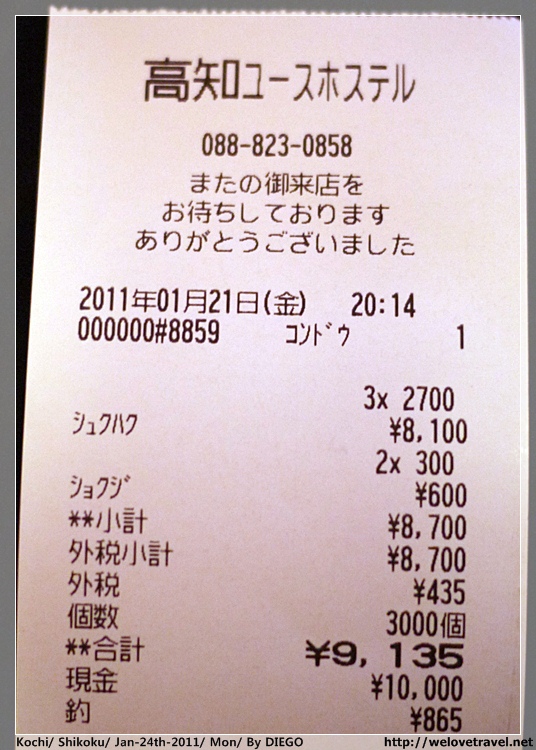 高知ユースホステル
088-823-0858
またの御来店を
お待ちしております
ありがとうございました
2011年01月21日(金) 20:14
000000#8859 コンドウ 1
3x 2700
シュクハク ¥8,100
2x 300
ショクジ ¥600
**小計 ¥8,700
外税小計 ¥8,700
外税 ¥435
個数 3000個
**合計 ¥9,135
現金 ¥10,000
釣 ¥865
Kochi/ Shikoku/ Jan-24th-2011/ Mon/ By DIEGO http://welovetravel.net